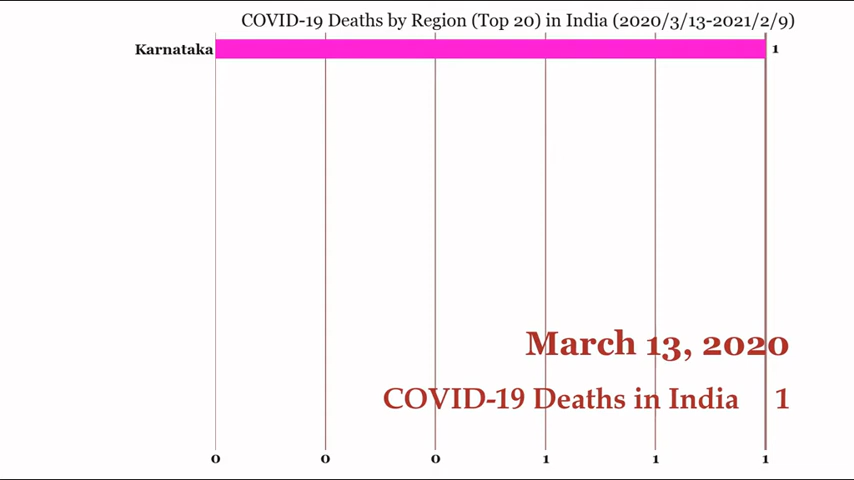 COVID-19 Deaths by Region (Top 20) in India (2020/3/13-2021/2/9)
Karnataka 1
March 13, 2020
COVID-19 Deaths in India 1
0 0 0 1 1 1